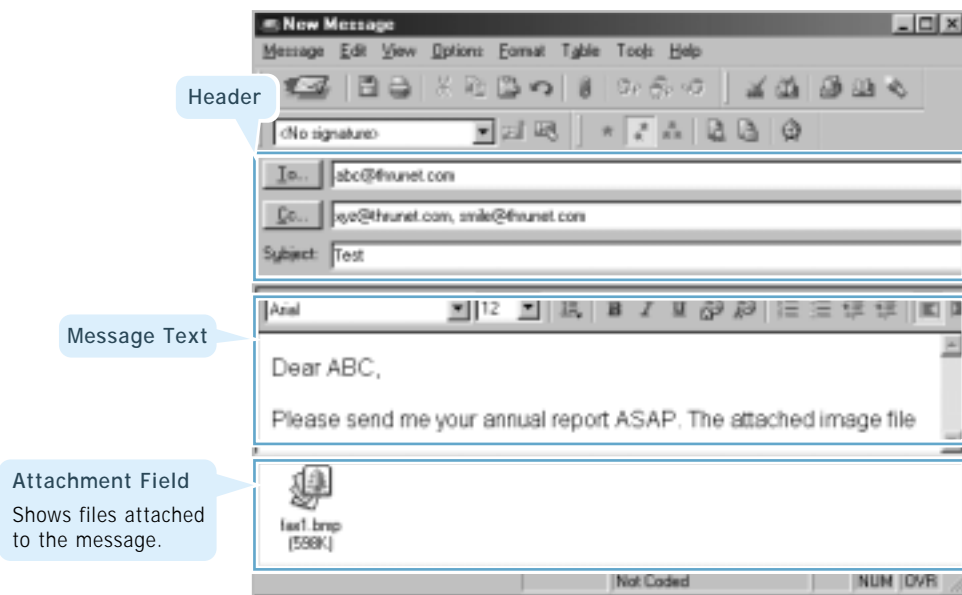 New Message
Message Edit View Options Format Table Tools Help
Header
<No signature>
To... abc@thrunet.com
Cc... xyz@thrunet.com, smile@thrunet.com
Subject: Test
Arial 12 B I U
Message Text
Dear ABC,
Please send me your annual report ASAP. The attached image file
Attachment Field
Shows files attached
to the message.
fax1.bmp
(598K)
Not Coded NUM OVR